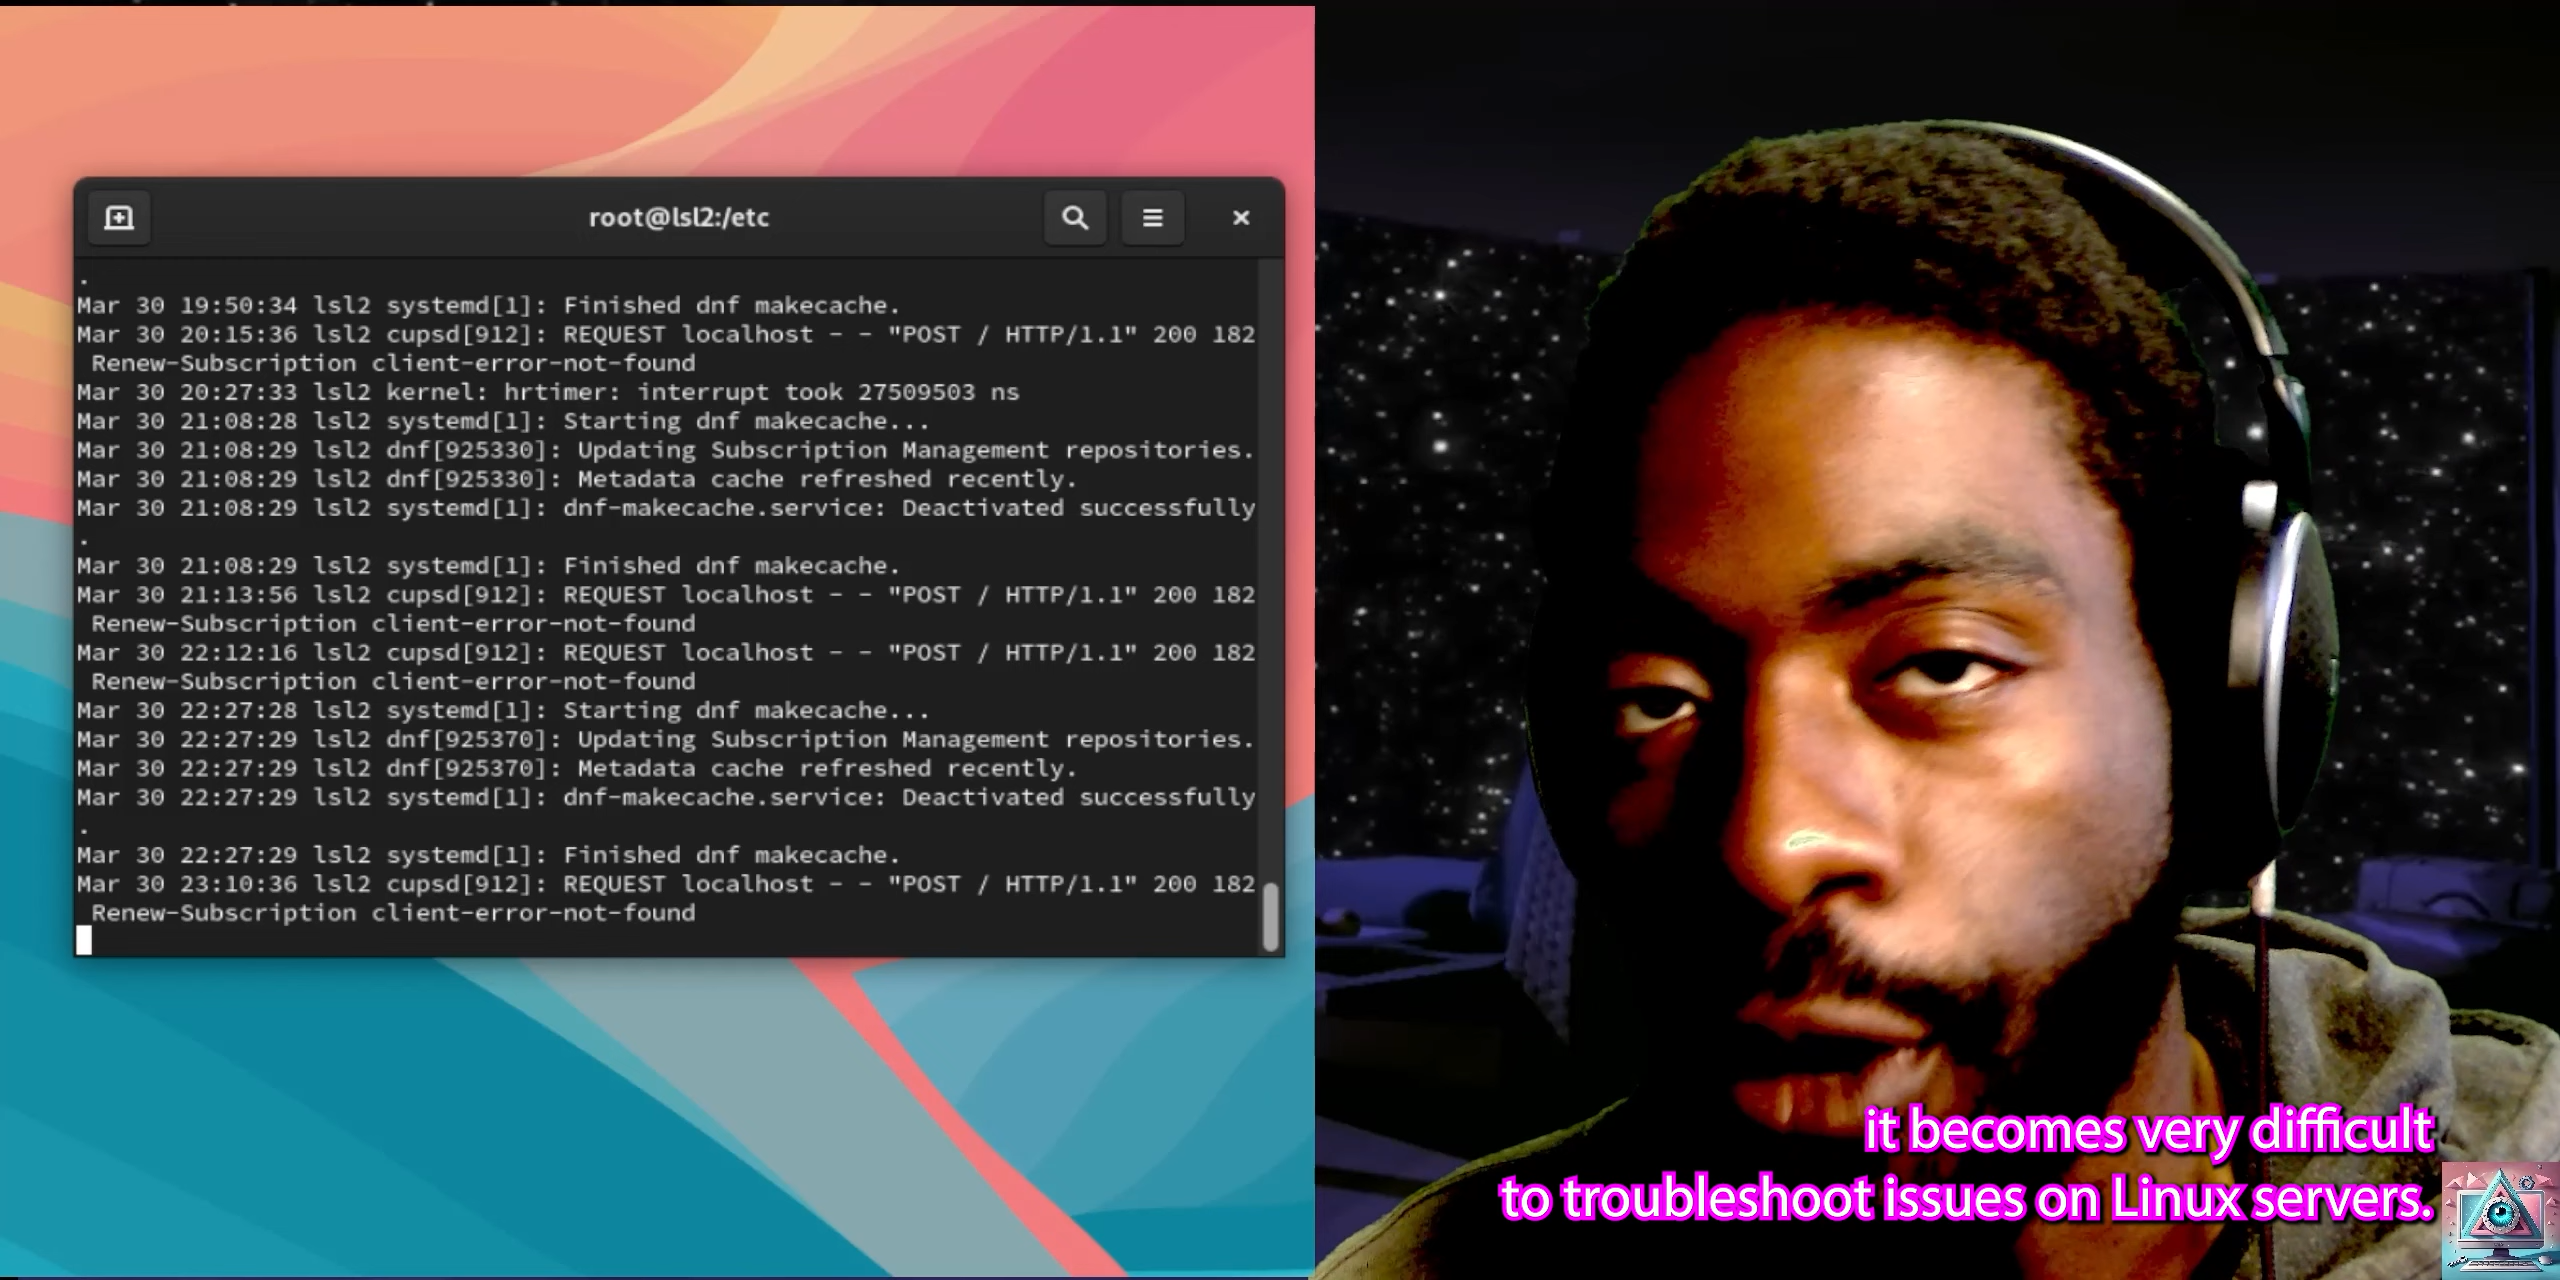 root@lsl2:/etc
.
Mar 30 19:50:34 lsl2 systemd[1]: Finished dnf makecache.
Mar 30 20:15:36 lsl2 cupsd[912]: REQUEST localhost - - "POST / HTTP/1.1" 200 182
 Renew-Subscription client-error-not-found
Mar 30 20:27:33 lsl2 kernel: hrtimer: interrupt took 27509503 ns
Mar 30 21:08:28 lsl2 systemd[1]: Starting dnf makecache...
Mar 30 21:08:29 lsl2 dnf[925330]: Updating Subscription Management repositories.
Mar 30 21:08:29 lsl2 dnf[925330]: Metadata cache refreshed recently.
Mar 30 21:08:29 lsl2 systemd[1]: dnf-makecache.service: Deactivated successfully
.
Mar 30 21:08:29 lsl2 systemd[1]: Finished dnf makecache.
Mar 30 21:13:56 lsl2 cupsd[912]: REQUEST localhost - - "POST / HTTP/1.1" 200 182
 Renew-Subscription client-error-not-found
Mar 30 22:12:16 lsl2 cupsd[912]: REQUEST localhost - - "POST / HTTP/1.1" 200 182
 Renew-Subscription client-error-not-found
Mar 30 22:27:28 lsl2 systemd[1]: Starting dnf makecache...
Mar 30 22:27:29 lsl2 dnf[925370]: Updating Subscription Management repositories.
Mar 30 22:27:29 lsl2 dnf[925370]: Metadata cache refreshed recently.
Mar 30 22:27:29 lsl2 systemd[1]: dnf-makecache.service: Deactivated successfully
.
Mar 30 22:27:29 lsl2 systemd[1]: Finished dnf makecache.
Mar 30 23:10:36 lsl2 cupsd[912]: REQUEST localhost - - "POST / HTTP/1.1" 200 182
 Renew-Subscription client-error-not-found
it becomes very difficult
to troubleshoot issues on Linux servers.